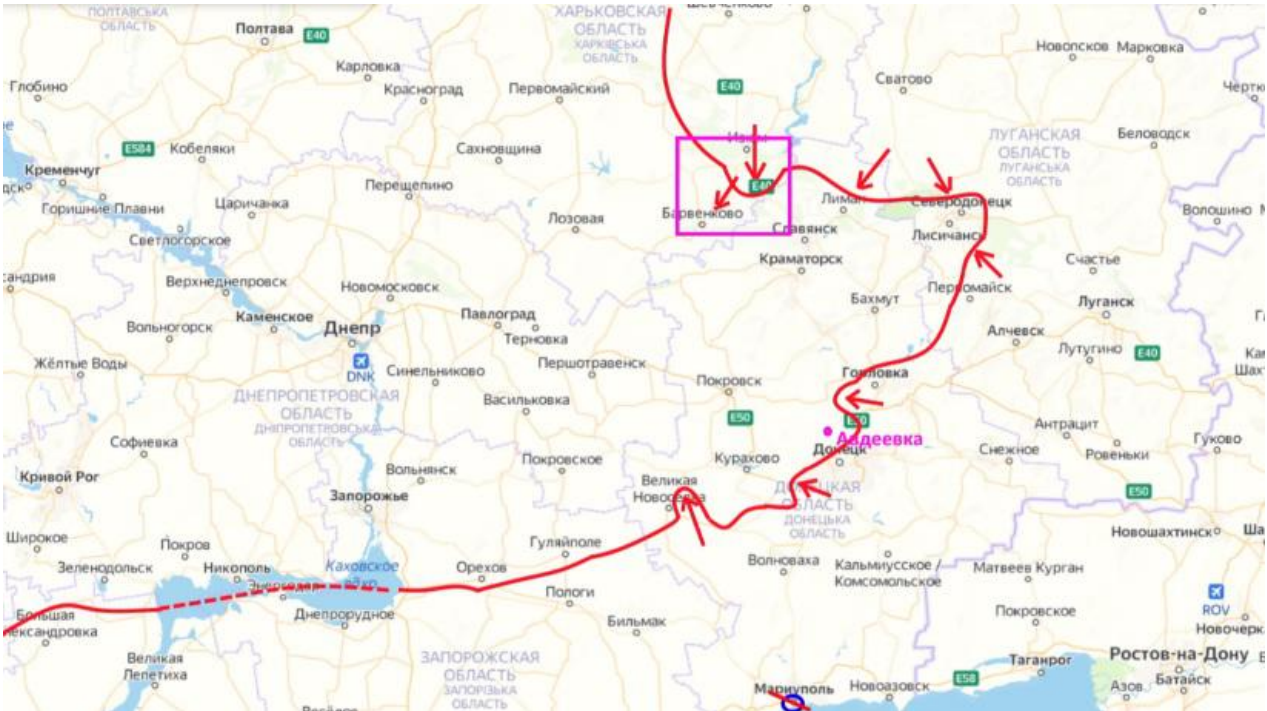 ПОЛТАВСЬКА
ОБЛАСТЬ
Полтава
E40
Карловка
Красноград
Глобино
ХАРЬКОВСКАЯ
ОБЛАСТЬ
ХАРКІВСЬКА
ОБЛАСТЬ
Первомайский
E40
Новопсков
Марковка
Сватово
E584
Кобеляки
Кременчуг
Горишние Плавни
Царичанка
Светлогорское
Сахновщина
Перещепино
Лозовая
E40
Барвенково
Славянск
Краматорск
Северодонецк
Лисичанск
ЛУГАНСКАЯ
ОБЛАСТЬ
ЛУГАНСЬКА
ОБЛАСТЬ
Беловодск
Волошино
Счастье
Верхнеднепровск
Новомосковск
Вольногорск
Каменское
Днепр
DNK
Павлоград
Терновка
Бахмут
Первомайск
Луганск
Алчевск
Лутугино
E40
Жёлтые Воды
Синельниково
Першотравенск
ДНЕПРОПЕТРОВСКАЯ
ОБЛАСТЬ
ДНІПРОПЕТРОВСЬКА
ОБЛАСТЬ
Васильковка
Покровск
Горловка
E50
E50
Авдеевка
Донецк
Антрацит
Снежное
Ровеньки
Гуково
E50
Софиевка
Кривой Рог
Вольнянск
Запорожье
Покровское
Курахово
Великая
Новоселка
ДОНЕЦКАЯ
ОБЛАСТЬ
ДОНЕЦЬКА
ОБЛАСТЬ
Новошахтинск
Широкое
Зеленодольск
Покров
Никополь
Каховское
Энергодар
Днепрорудное
Гуляйполе
Орехов
Пологи
Волноваха
Кальмиусское /
Комсомольское
Матвеев Курган
Большая
Великая
Лепетиха
ЗАПОРОЖСКАЯ
ОБЛАСТЬ
ЗАПОРІЗЬКА
ОБЛАСТЬ
Бильмак
Покровское
ROV
Таганрог
Ростов-на-Дону
Мариуполь
Новоазовск
E58
Азов
Батайск